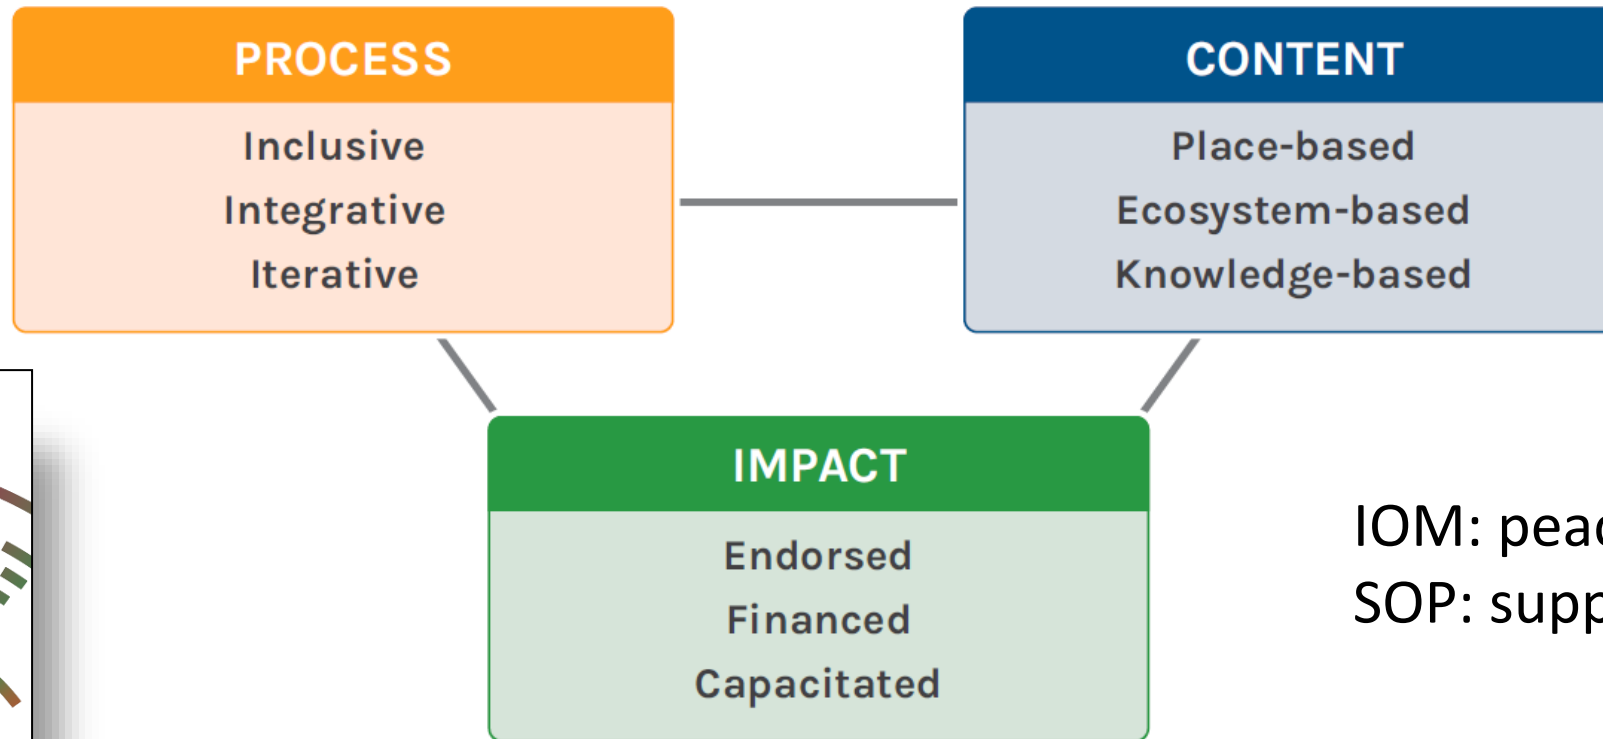 PROCESS
Inclusive
Integrative
Iterative
CONTENT
Place-based
Ecosystem-based
Knowledge-based
IMPACT
Endorsed
Financed
Capacitated
IOM:
SOP: